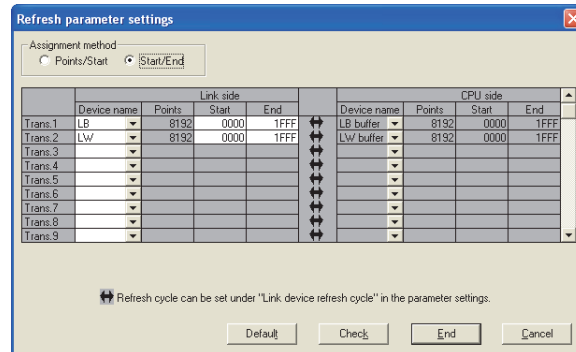 Refresh parameter settings
Assignment method
Points/Start Start/End
Link side CPU side
Device name Points Start End Device name Points Start End
Trans.1 LB 8192 0000 1FFF LB buffer 8192 0000 1FFF
Trans.2 LW 8192 0000 1FFF LW buffer 8192 0000 1FFF
Trans.3
Trans.4
Trans.5
Trans.6
Trans.7
Trans.8
Trans.9
Refresh cycle can be set under "Link device refresh cycle" in the parameter settings.
Default Check End Cancel